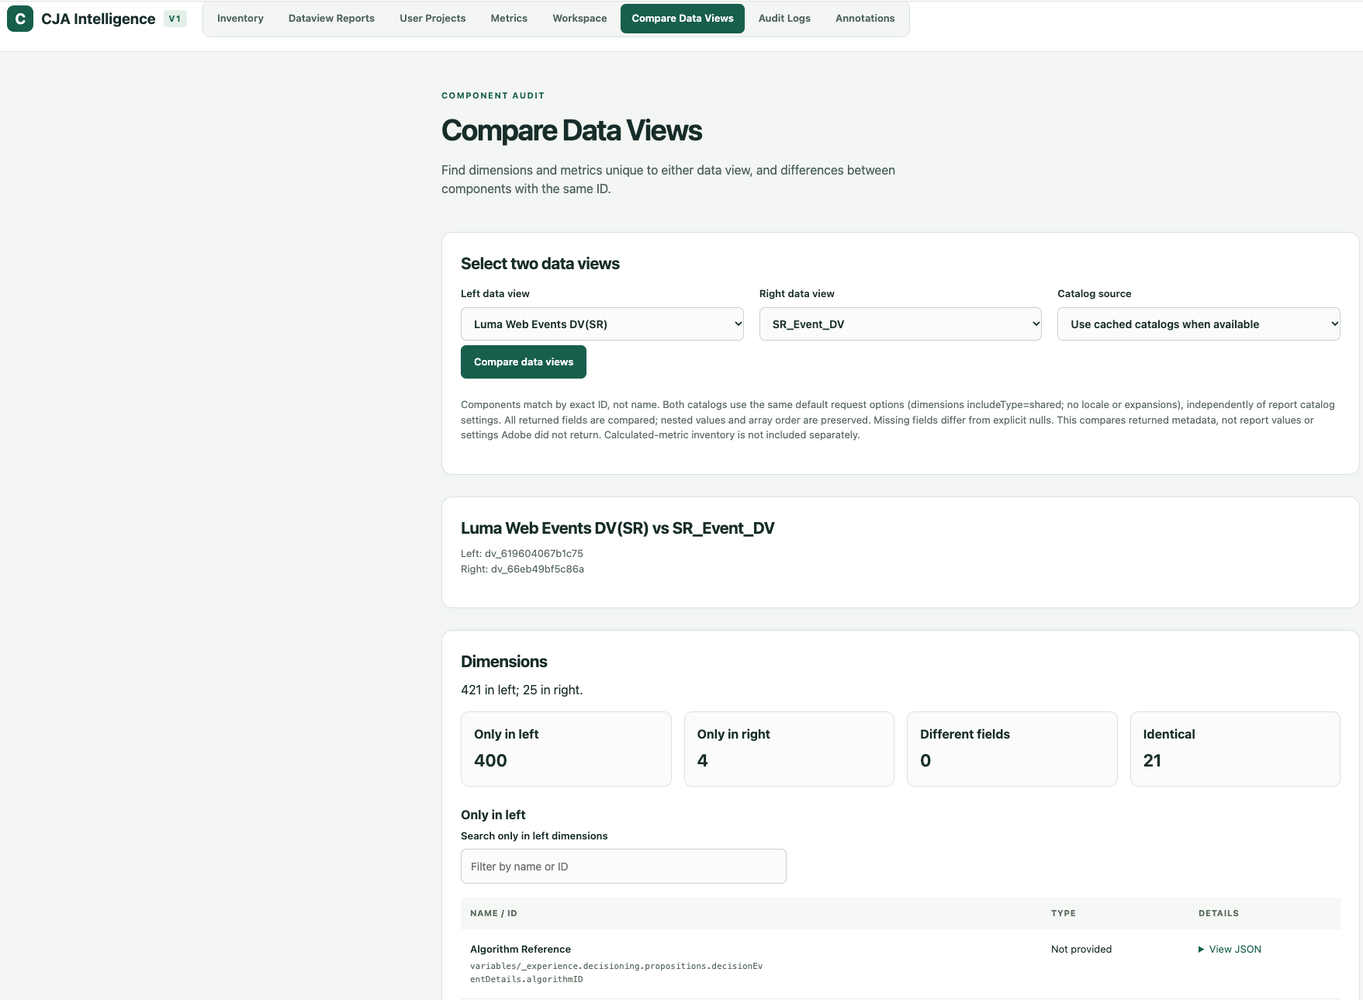 C CJA Intelligence V1 Inventory Dataview Reports User Projects Metrics Workspace Compare Data Views Audit Logs Annotations
COMPONENT AUDIT
Compare Data Views
Find dimensions and metrics unique to either data view, and differences between
components with the same ID.
Select two data views
Left data view Right data view Catalog source
Luma Web Events DV(SR) SR_Event_DV Use cached catalogs when available
Compare data views
Components match by exact ID, not name. Both catalogs use the same default request options (dimensions includeType=shared; no locale or expansions), independently of report catalog
settings. All returned fields are compared; nested values and array order are preserved. Missing fields differ from explicit nulls. This compares returned metadata, not report values or
settings Adobe did not return. Calculated-metric inventory is not included separately.
Luma Web Events DV(SR) vs SR_Event_DV
Left: dv_619604067b1c75
Right: dv_66eb49bf5c86a
Dimensions
421 in left; 25 in right.
Only in left Only in right Different fields Identical
400 4 0 21
Only in left
Search only in left dimensions
Filter by name or ID
NAME / ID TYPE DETAILS
Algorithm Reference Not provided View JSON
variables/_experience.decisioning.propositions.decisionEv
entDetails.algorithmID